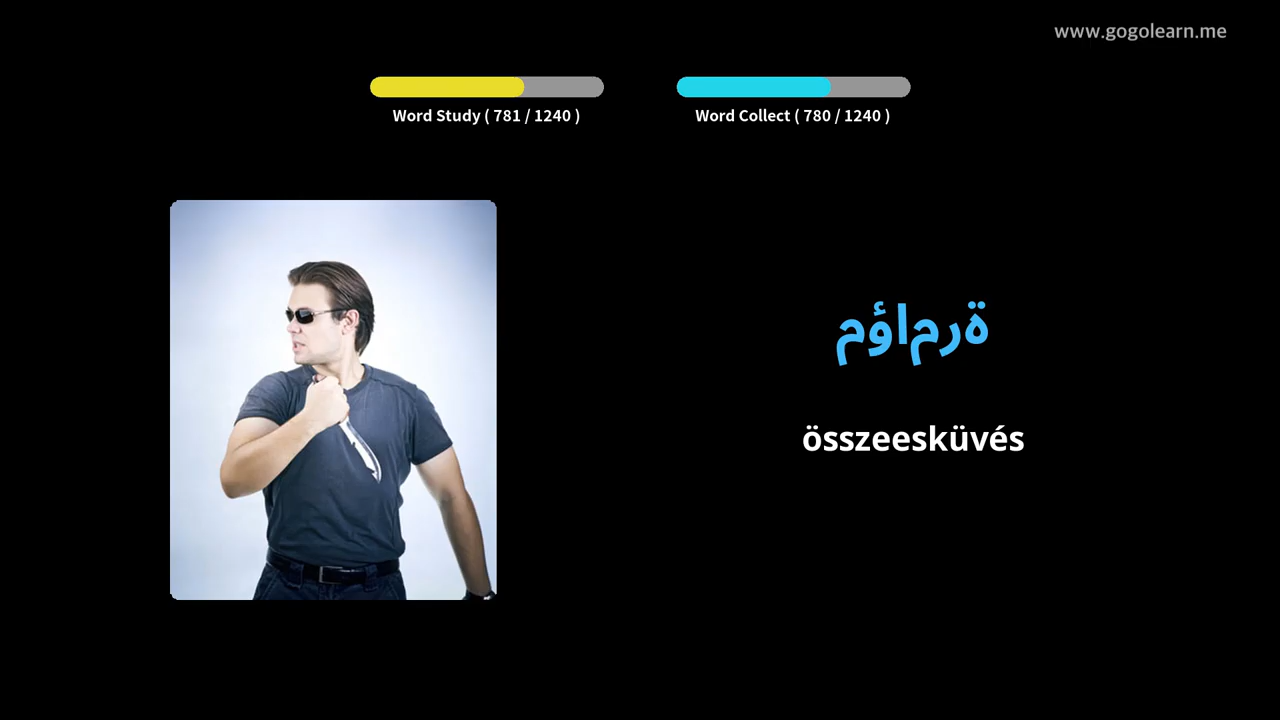 www.gogolearn.me
Word Study ( 781 / 1240 )
Word Collect ( 780 / 1240 )
مؤامرة
összeesküvés